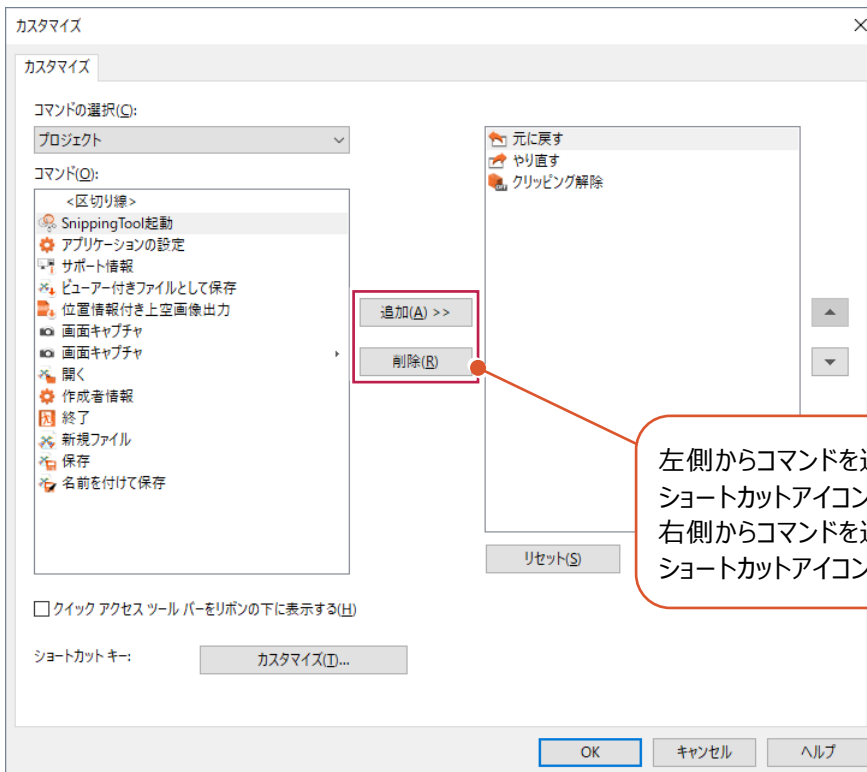 カスタマイズ
カスタマイズ
コマンドの選択(C):
プロジェクト
コマンド(O):
<区切り線>
SnippingTool起動
アプリケーションの設定
サポート情報
ビューアー付きファイルとして保存
位置情報付き上空画像出力
画面キャプチャ
画面キャプチャ
開く
作成者情報
終了
新規ファイル
保存
名前を付けて保存
追加(A) >>
削除(R)
元に戻す
やり直す
クリッピング解除
左側からコマンドを
ショートカットアイコン
右側からコマンドを
ショートカットアイコン
リセット(S)
クイック アクセス ツール バーをリボンの下に表示する(H)
ショートカット キー:
カスタマイズ(T)...
OK
キャンセル
ヘルプ